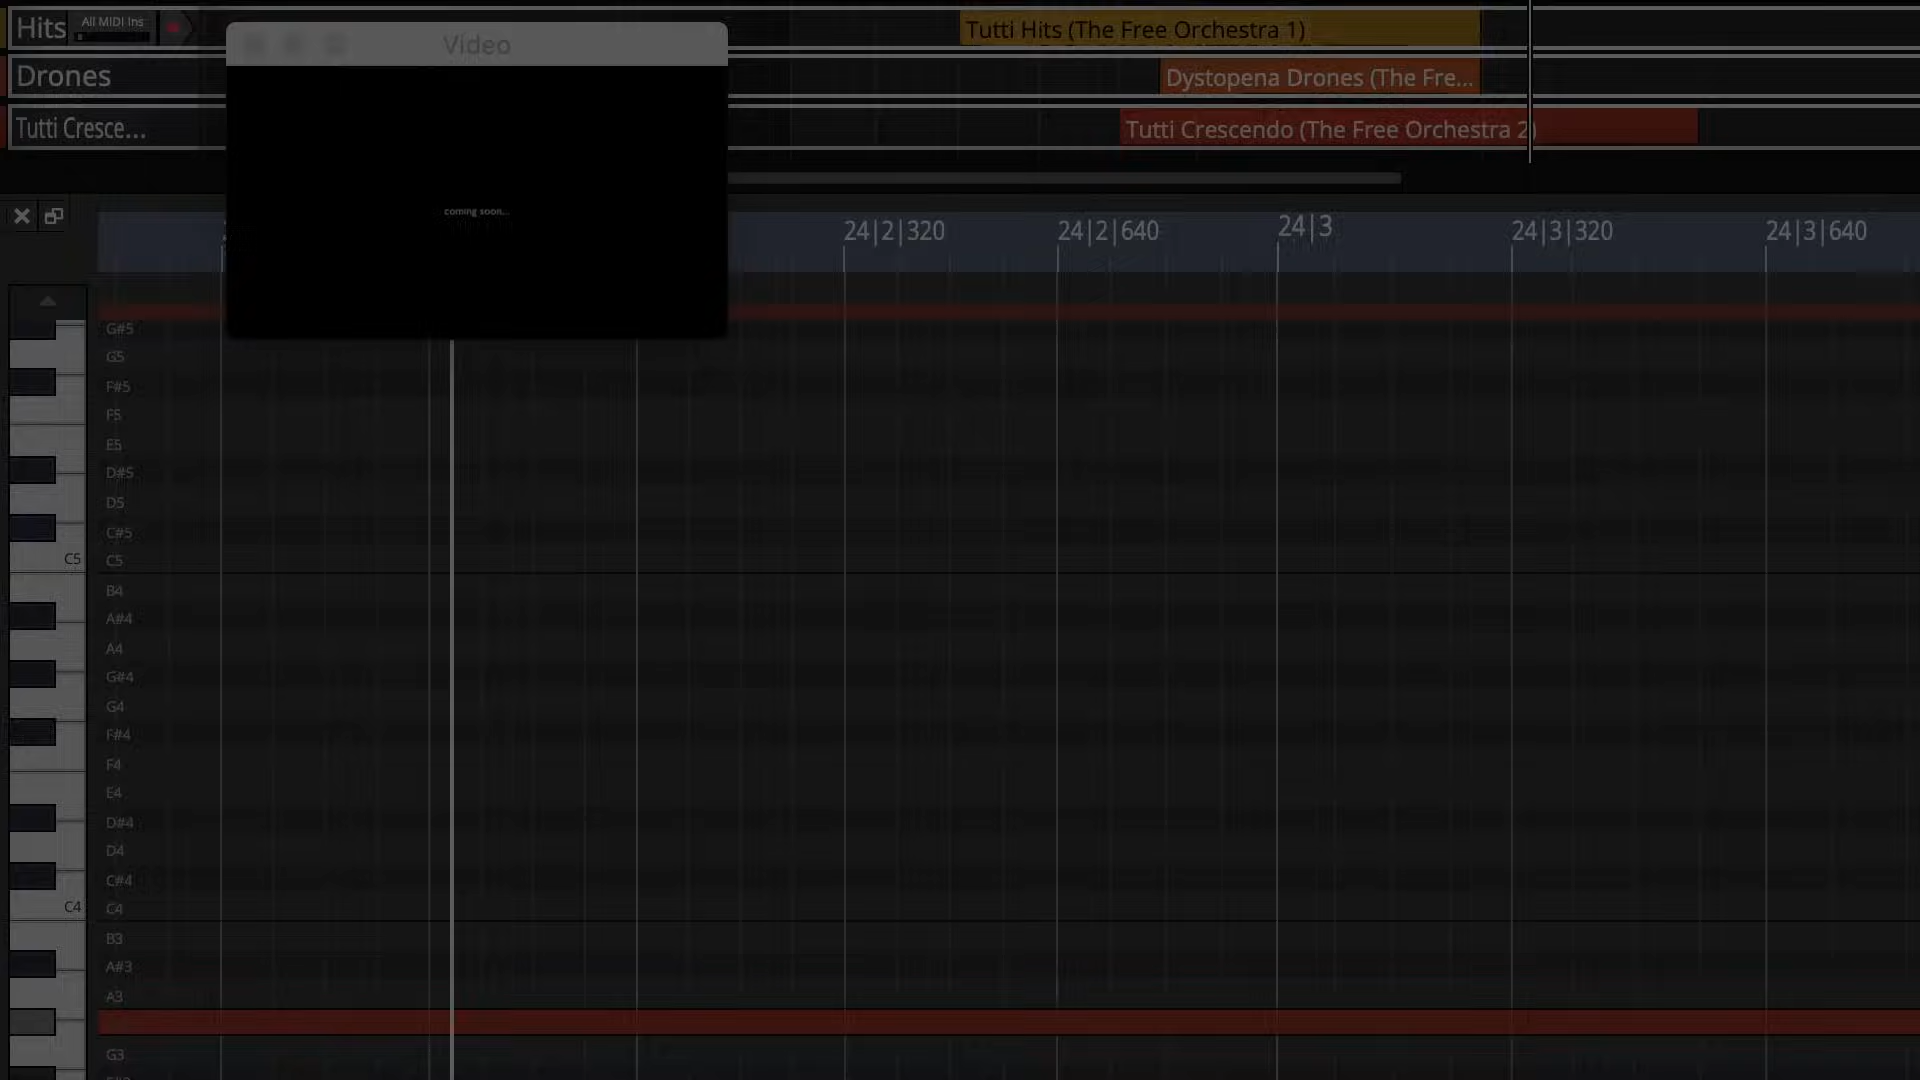 Hits
All MIDI Ins
Video
Tutti Hits (The Free Orchestra 1)
Drones
Dystopena Drones (The Fre...
Tutti Cresce...
Tutti Crescendo (The Free Orchestra 2)
coming soon...
24|2|320
24|2|640
24|3
24|3|320
24|3|640
G#5
G5
F#5
F5
E5
D#5
D5
C#5
C5
C5
B4
A#4
A4
G#4
G4
F#4
F4
E4
D#4
D4
C#4
C4
C4
B3
A#3
A3
G3